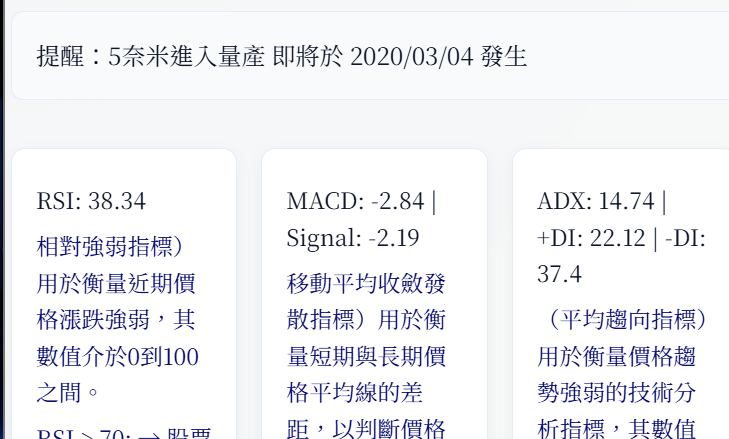 提醒：5奈米進入量產 即將於 2020/03/04 發生
RSI: 38.34
相對強弱指標）
用於衡量近期價
格漲跌強弱，其
數值介於0到100
之間。
RSI > 70: → 股票
MACD: -2.84 |
Signal: -2.19
移動平均收斂發
散指標）用於衡
量短期與長期價
格平均線的差
距，以判斷價格
ADX: 14.74 |
+DI: 22.12 | -DI:
37.4
（平均趨向指標）
用於衡量價格趨
勢強弱的技術分
析指標，其數值